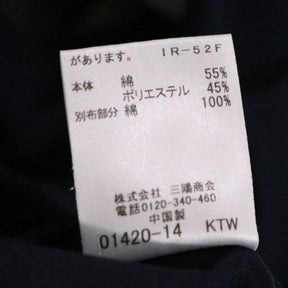 があります。 IR-52F
本体 綿 55%
ポリエステル 45%
別布部分 綿 100%
株式会社 三陽商会
電話0120-340-460
中国製
01420-14 KTW